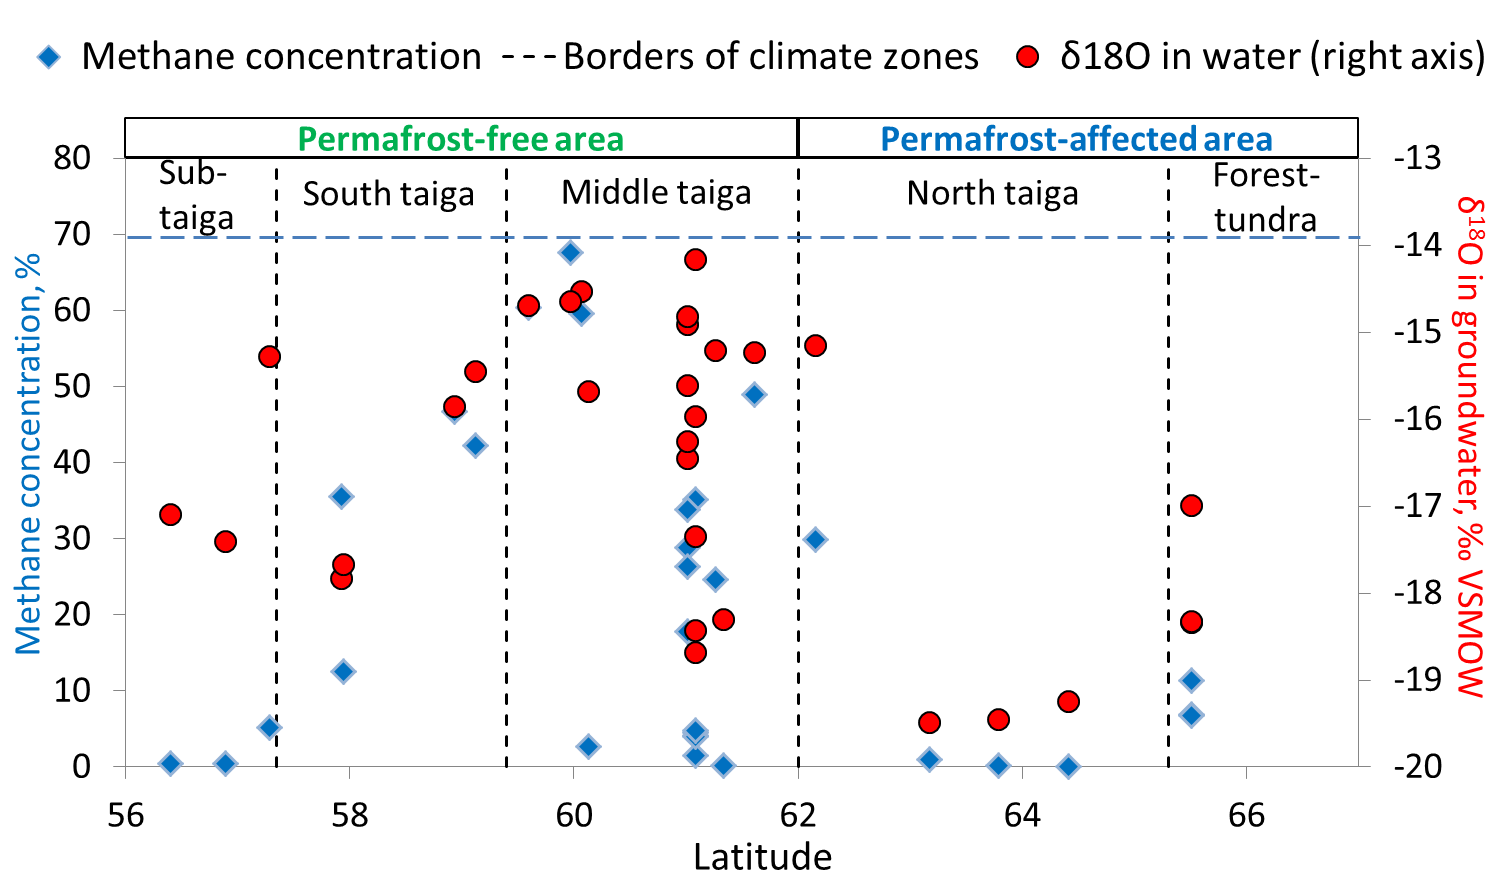 Methane concentration --- Borders of climate zones δ18O in water (right axis)
Permafrost-free area Permafrost-affected area
Sub-
taiga
South taiga
Middle taiga
North taiga
Forest-
tundra
Methane concentration, %
80
70
60
50
40
30
20
10
0
-13
-14
-15
-16
-17
-18
-19
-20
δ¹⁸O in groundwater, ‰ VSMOW
56 58 60 62 64 66
Latitude